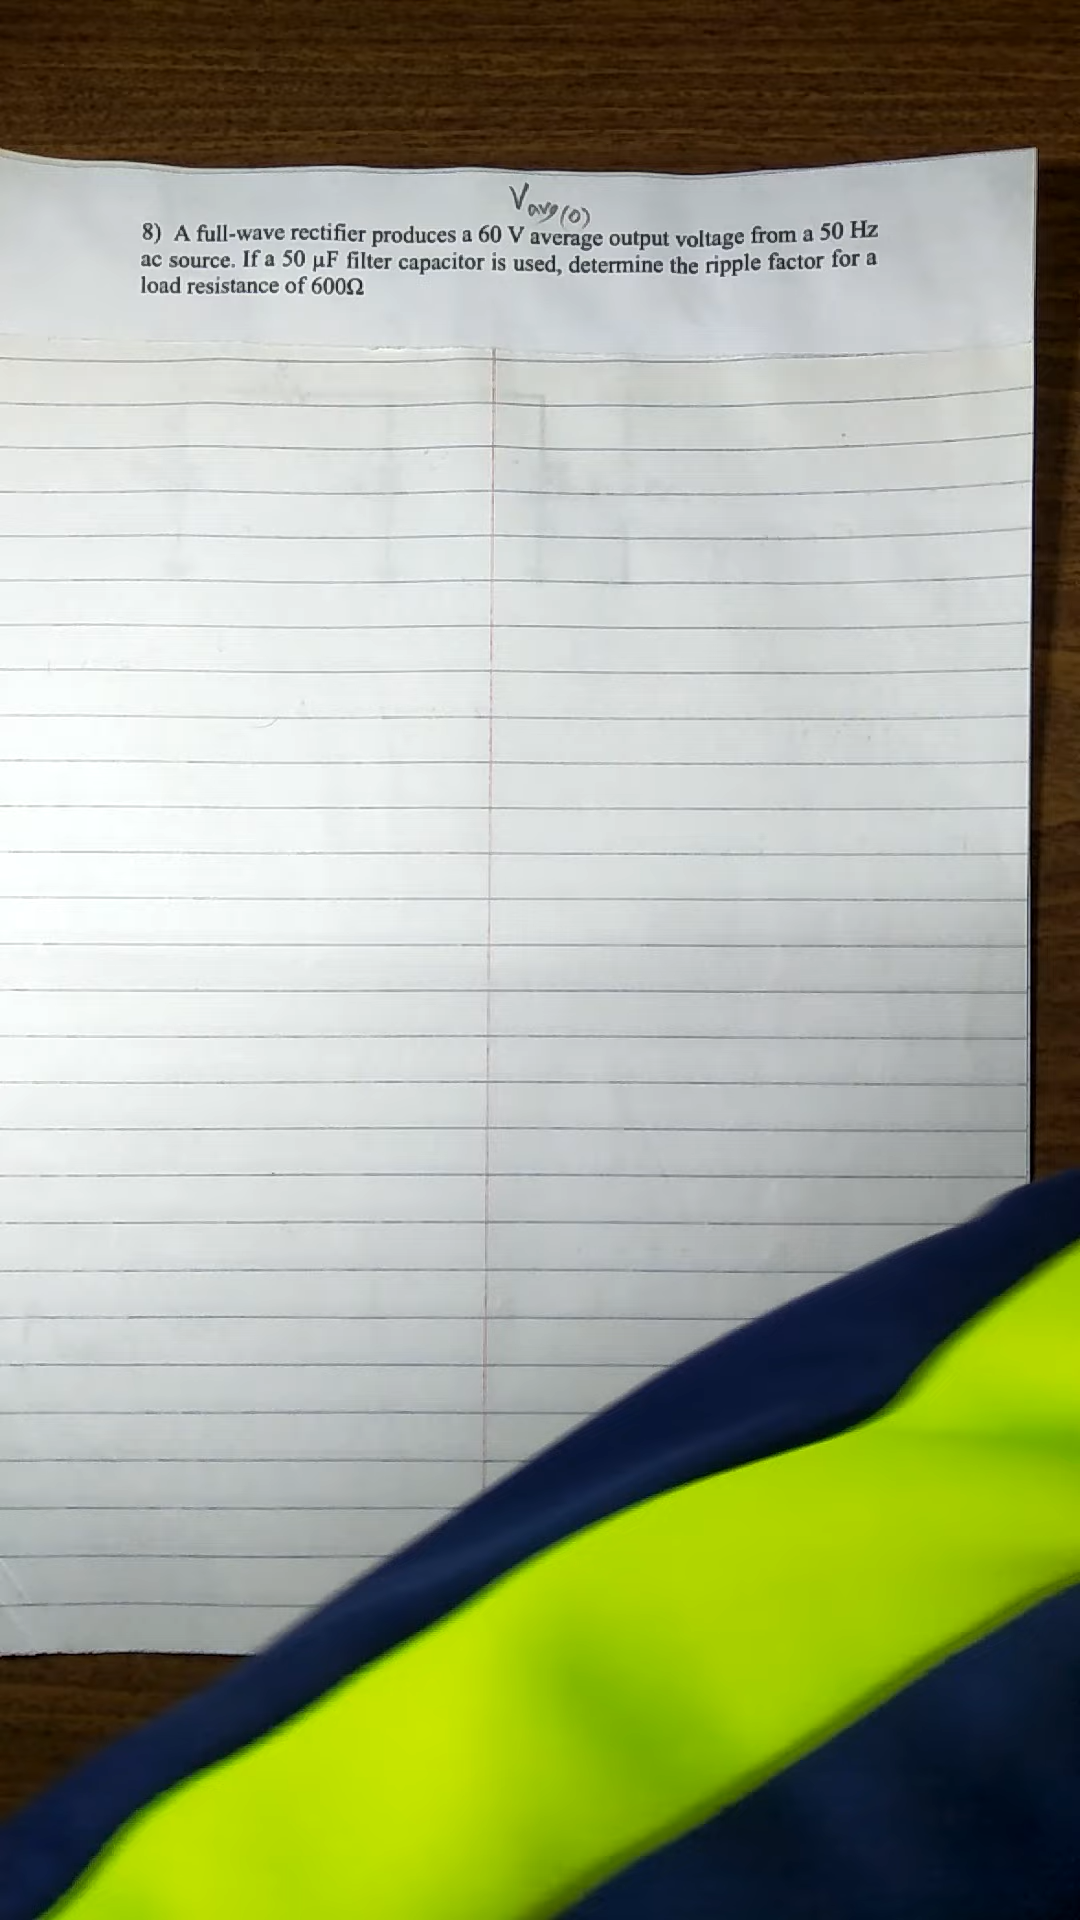 Vavg(0)
8) A full-wave rectifier produces a 60 V average output voltage from a 50 Hz
ac source. If a 50 μF filter capacitor is used, determine the ripple factor for a
load resistance of 600Ω